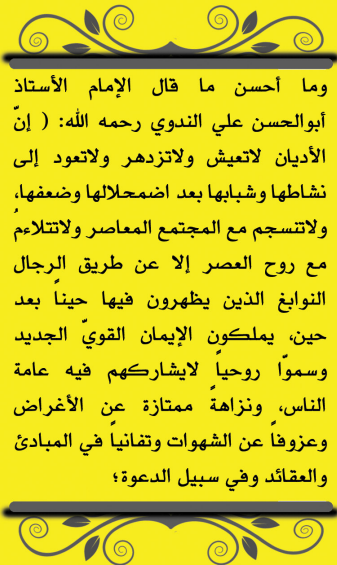 وما أحسن ما قال الإمام الأستاذ
أبوالحسن علي الندوي رحمه الله: ( إنّ
الأديان لاتعيش ولاتزدهر ولاتعود إلى
نشاطها وشبابها بعد اضمحلالها وضعفها،
ولاتنسجم مع المجتمع المعاصر ولاتتلاءمُ
مع روح العصر إلا عن طريق الرجال
النوابغ الذين يظهرون فيها حيناً بعد
حين، يملكون الإيمان القويّ الجديد
وسموّا روحياً لايشاركهم فيه عامة
الناس، ونزاهةً ممتازة عن الأغراض
وعزوفاً عن الشهوات وتفانياً في المبادئ
والعقائد وفي سبيل الدعوة؛